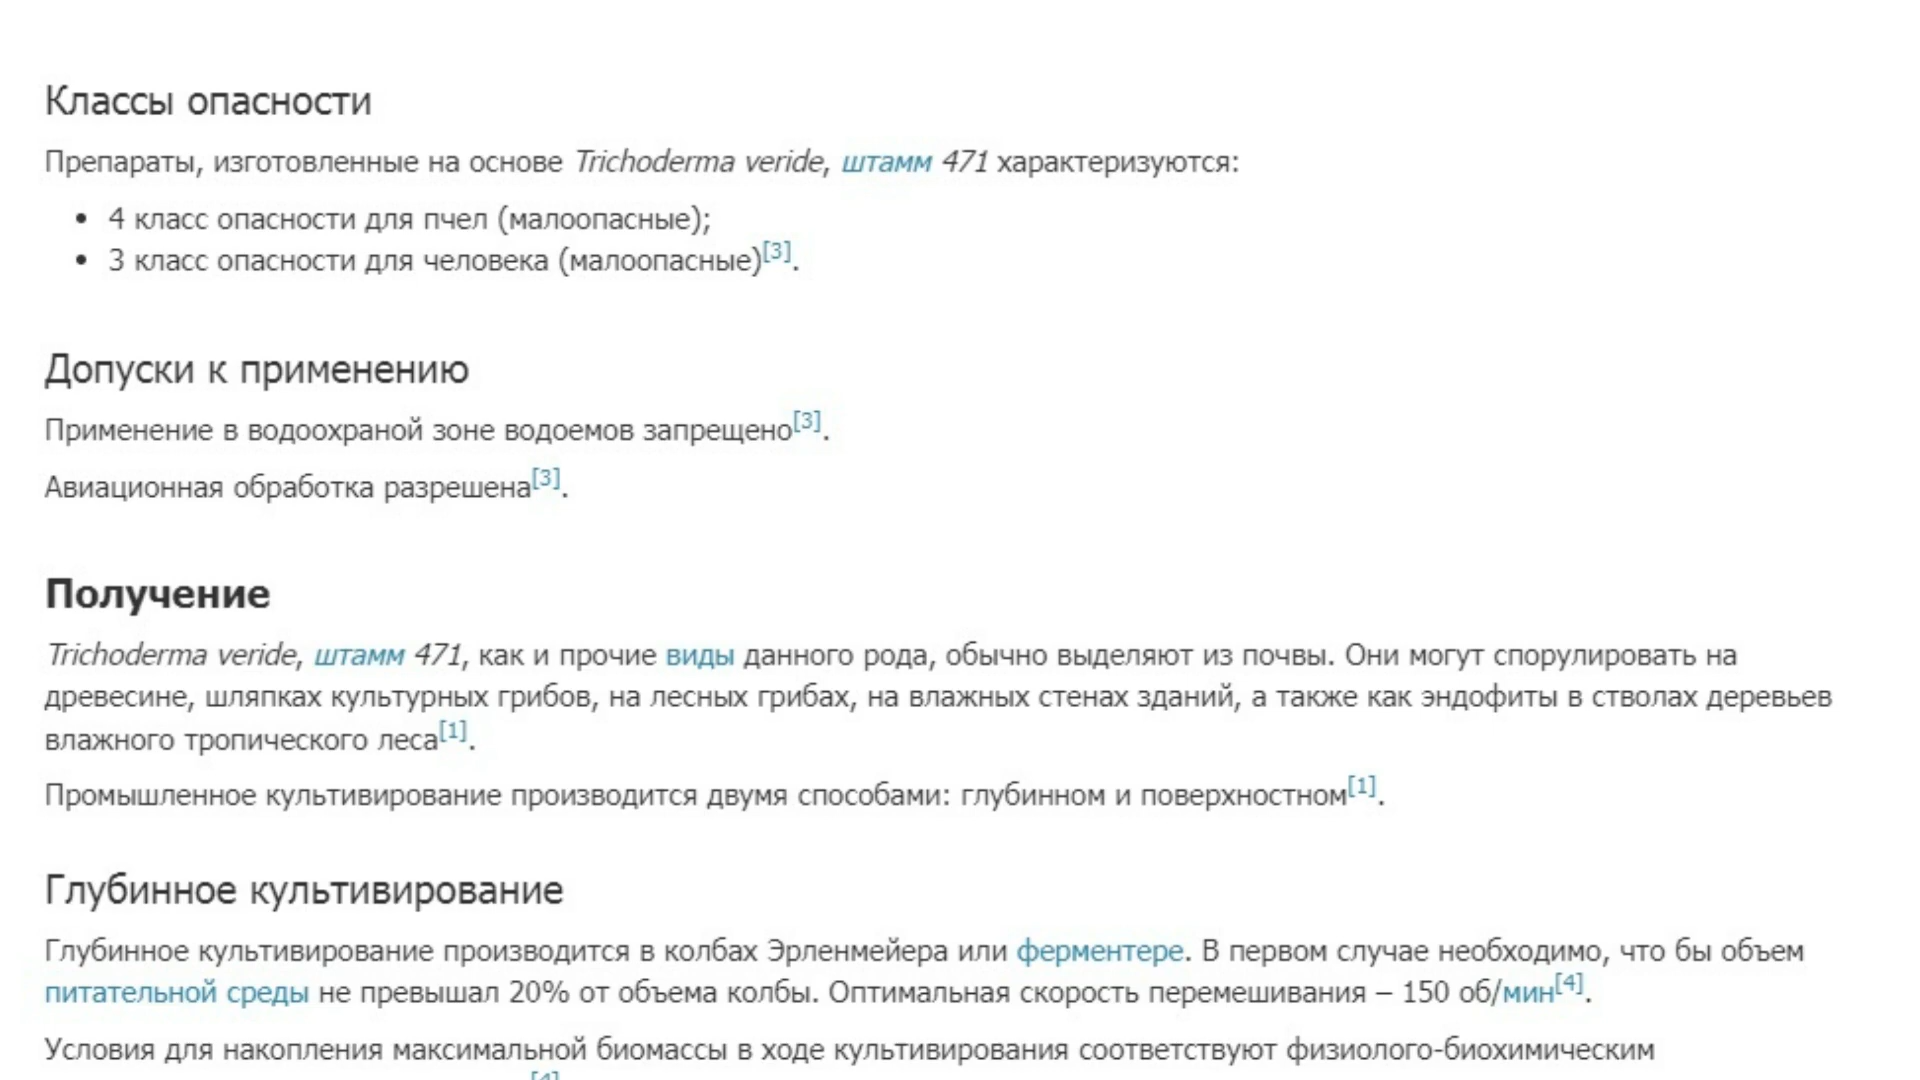 Классы опасности
Препараты, изготовленные на основе Trichoderma veride, штамм 471 характеризуются:
• 4 класс опасности для пчел (малоопасные);
• 3 класс опасности для человека (малоопасные)[3].
Допуски к применению
Применение в водоохраной зоне водоемов запрещено[3].
Авиационная обработка разрешена[3].
Получение
Trichoderma veride, штамм 471, как и прочие виды данного рода, обычно выделяют из почвы. Они могут спорулировать на
древесине, шляпках культурных грибов, на лесных грибах, на влажных стенах зданий, а также как эндофиты в стволах деревьев
влажного тропического леса[1].
Промышленное культивирование производится двумя способами: глубинном и поверхностном[1].
Глубинное культивирование
Глубинное культивирование производится в колбах Эрленмейера или ферментере. В первом случае необходимо, что бы объем
питательной среды не превышал 20% от объема колбы. Оптимальная скорость перемешивания – 150 об/мин[4].
Условия для накопления максимальной биомассы в ходе культивирования соответствуют физиолого-биохимическим